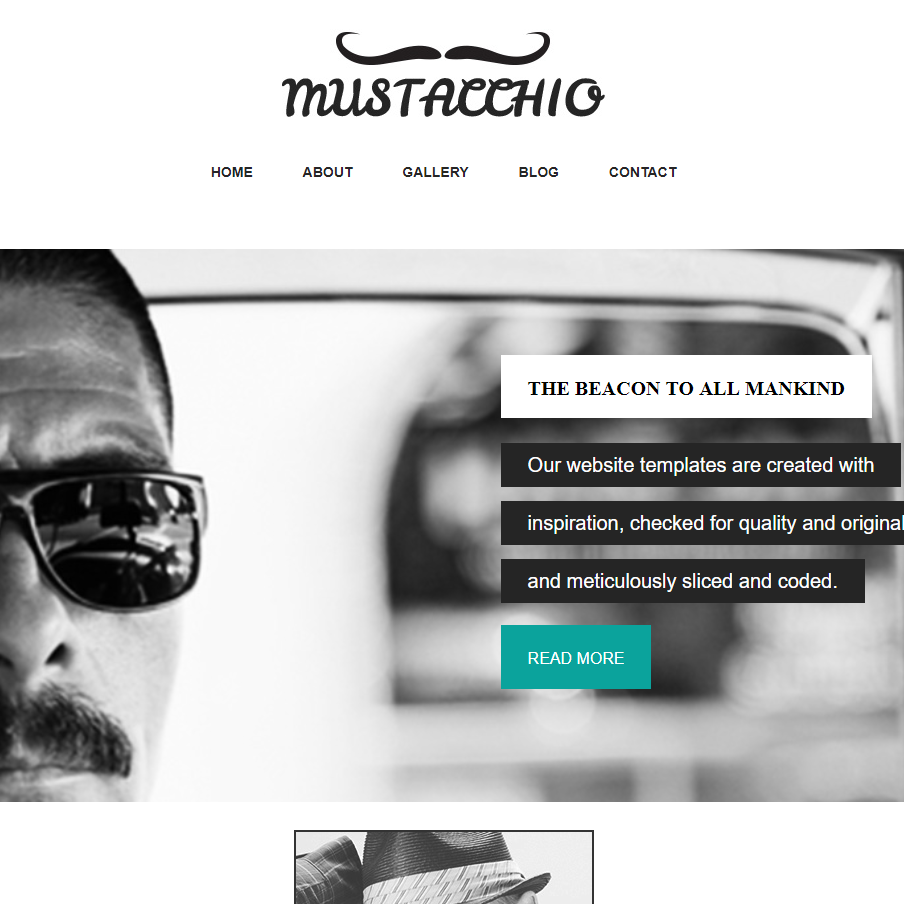 MUSTACCHIO
HOME ABOUT GALLERY BLOG CONTACT
THE BEACON TO ALL MANKIND
Our website templates are created with
inspiration, checked for quality and original
and meticulously sliced and coded.
READ MORE